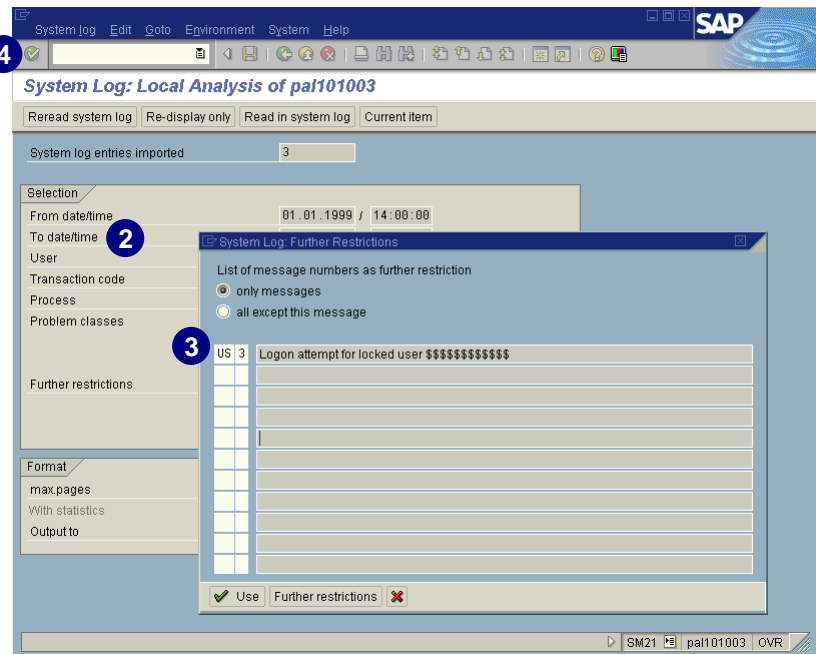 System log Edit Goto Environment System Help
SAP
4
System Log: Local Analysis of pal101003
Reread system log Re-display only Read in system log Current item
System log entries imported 3
Selection
From date/time 01.01.1999 / 14:00:00
To date/time 2
User
Transaction code
Process
Problem classes
Further restrictions
Format
max.pages
With statistics
Output to
System Log: Further Restrictions
List of message numbers as further restriction
only messages
all except this message
3
US 3 Logon attempt for locked user $$$$$$$$$$$$
Use Further restrictions
SM21 pal101003 OVR